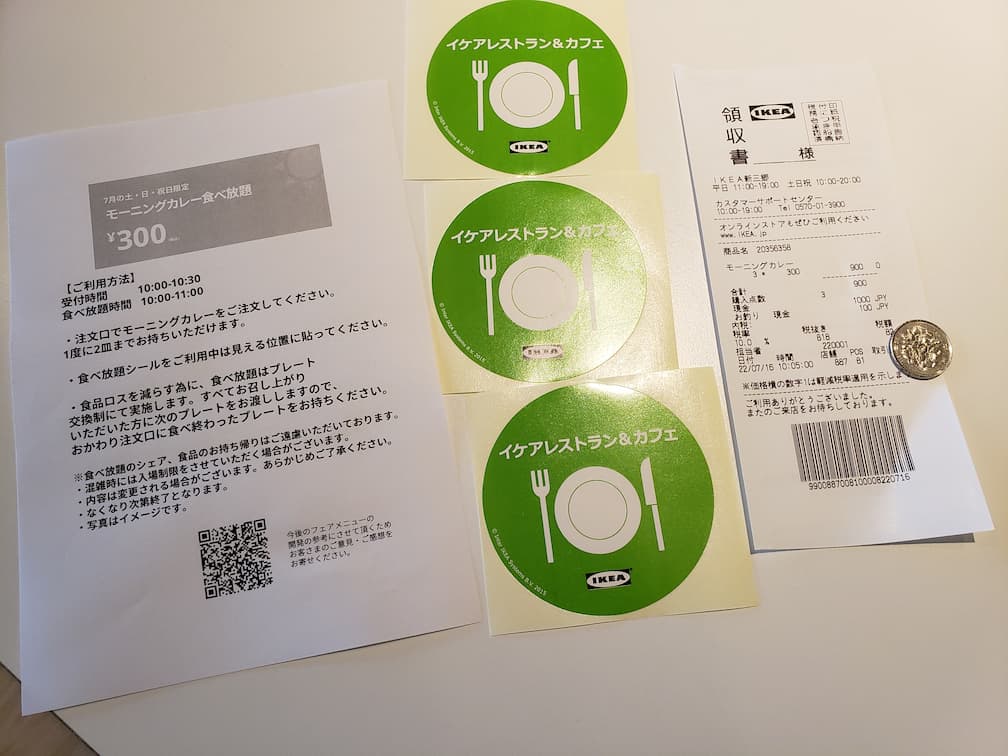 7月の土・日・祝日限定
モーニングカレー食べ放題
¥300
【ご利用方法】
受付時間 10:00-10:30
食べ放題時間 10:00-11:00
・注文口でモーニングカレーをご注文してください。
1度に2皿までお持ちいただけます。
・食べ放題シールをご利用中は見える位置に貼ってください。
・食品ロスを減らす為に、食べ放題はプレート
交換制にて実施します。すべてお召し上がり
いただいた方に次のプレートをお渡ししますので、
おかわり注文口に食べ終わったプレートをお持ちください。
※食べ放題のシェア、食品のお持ち帰りはご遠慮いただいております。
・混雑時には入場制限をさせていただく場合がございます。
・内容は変更される場合がございます。あらかじめご了承ください。
・なくなり次第終了となります。
・写真はイメージです。
今後のフェアメニューの
開発の参考にさせて頂くため
お客さまのご意見・ご感想を
お寄せください。
イケアレストラン&カフェ
IKEA
© Inter IKEA Systems B.V. 2015
イケアレストラン&カフェ
IKEA
© Inter IKEA Systems B.V. 2015
イケアレストラン&カフェ
IKEA
© Inter IKEA Systems B.V. 2015
領収書
IKEA
様
IKEA新三郷
平日 11:00-19:00 土日祝 10:00-20:00
カスタマーサポートセンター
10:00-19:00 Tel 0570-01-3900
オンラインストアもぜひご利用ください
www.IKEA.jp
商品名 20356358
モーニングカレー 900 0
3 * 300
900
合計
購入点数 3
現金 1000 JPY
お釣り 現金 100 JPY
内税:
税率 税抜き 税額
10.0 % 818 82
担当者 220001
日付 時間 店舗 POS 取引
22/07/16 10:05:00 887 81
※価格横の数字1は軽減税率適用を示しま
ご利用ありがとうございました。
またのご来店をお待ちしております。
9900887008100008220716